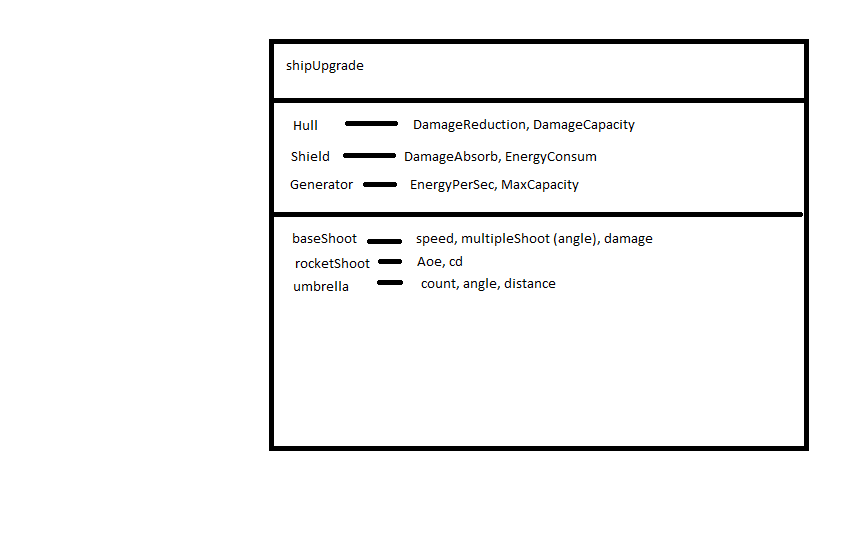 shipUpgrade
Hull DamageReduction, DamageCapacity
Shield DamageAbsorb, EnergyConsum
Generator EnergyPerSec, MaxCapacity
baseShoot speed, multipleShoot (angle), damage
rocketShoot Aoe, cd
umbrella count, angle, distance